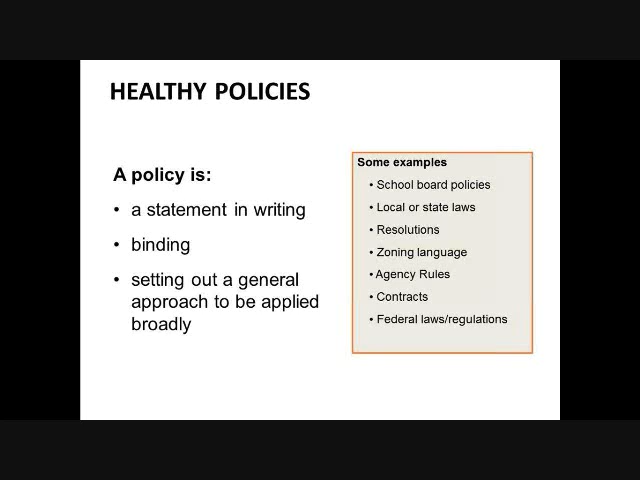 HEALTHY POLICIES
A policy is:
• a statement in writing
• binding
• setting out a general
approach to be applied
broadly
Some examples
• School board policies
• Local or state laws
• Resolutions
• Zoning language
• Agency Rules
• Contracts
• Federal laws/regulations